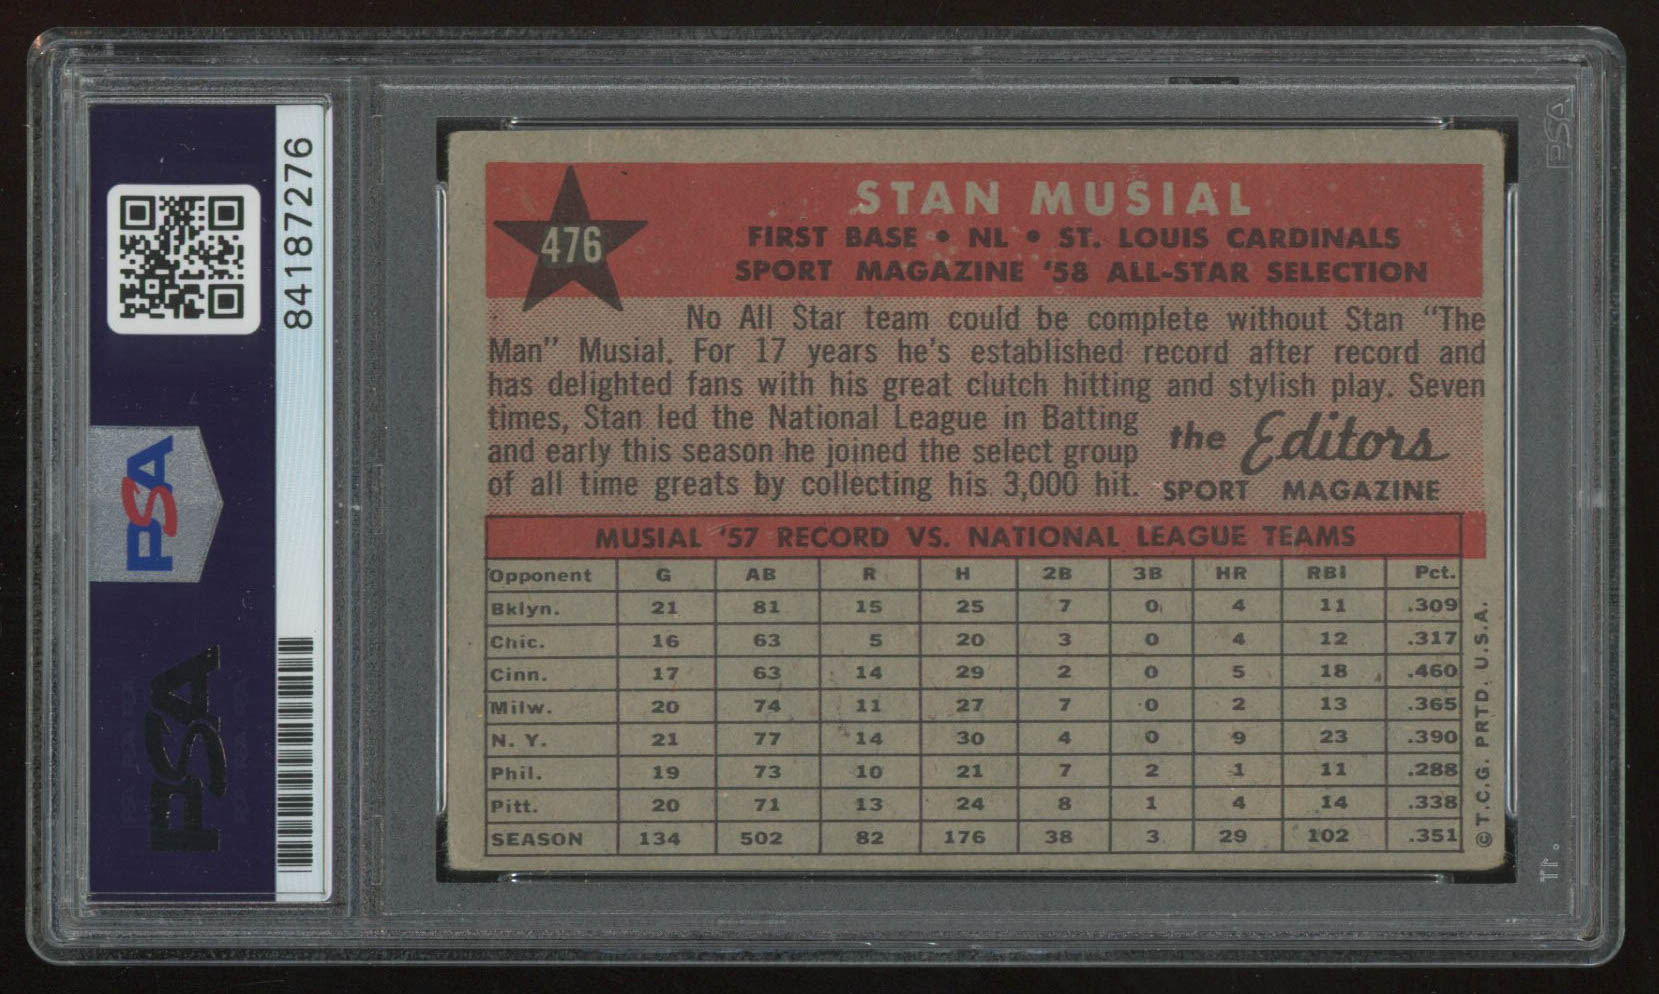 84187276
PSA
PSA
PSA
476
STAN MUSIAL
FIRST BASE • NL • ST. LOUIS CARDINALS
SPORT MAGAZINE '58 ALL-STAR SELECTION
No All Star team could be complete without Stan "The
Man" Musial. For 17 years he's established record after record and
has delighted fans with his great clutch hitting and stylish play. Seven
times, Stan led the National League in Batting
and early this season he joined the select group
of all time greats by collecting his 3,000 hit.
the Editors
SPORT MAGAZINE
MUSIAL '57 RECORD VS. NATIONAL LEAGUE TEAMS
Opponent G AB R H 2B 3B HR RBI Pct.
Bklyn. 21 81 15 25 7 0 4 11 .309
Chic. 16 63 5 20 3 0 4 12 .317
Cinn. 17 63 14 29 2 0 5 18 .460
Milw. 20 74 11 27 7 0 2 13 .365
N. Y. 21 77 14 30 4 0 9 23 .390
Phil. 19 73 10 21 7 2 1 11 .288
Pitt. 20 71 13 24 8 1 4 14 .338
SEASON 134 502 82 176 38 3 29 102 .351
©T.C.G. PRTD. U.S.A.